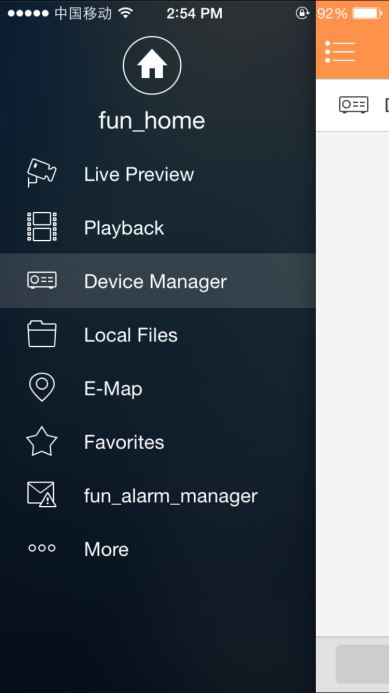 中国移动 2:54 PM 92%
fun_home
Live Preview
Playback
Device Manager
Local Files
E-Map
Favorites
fun_alarm_manager
More